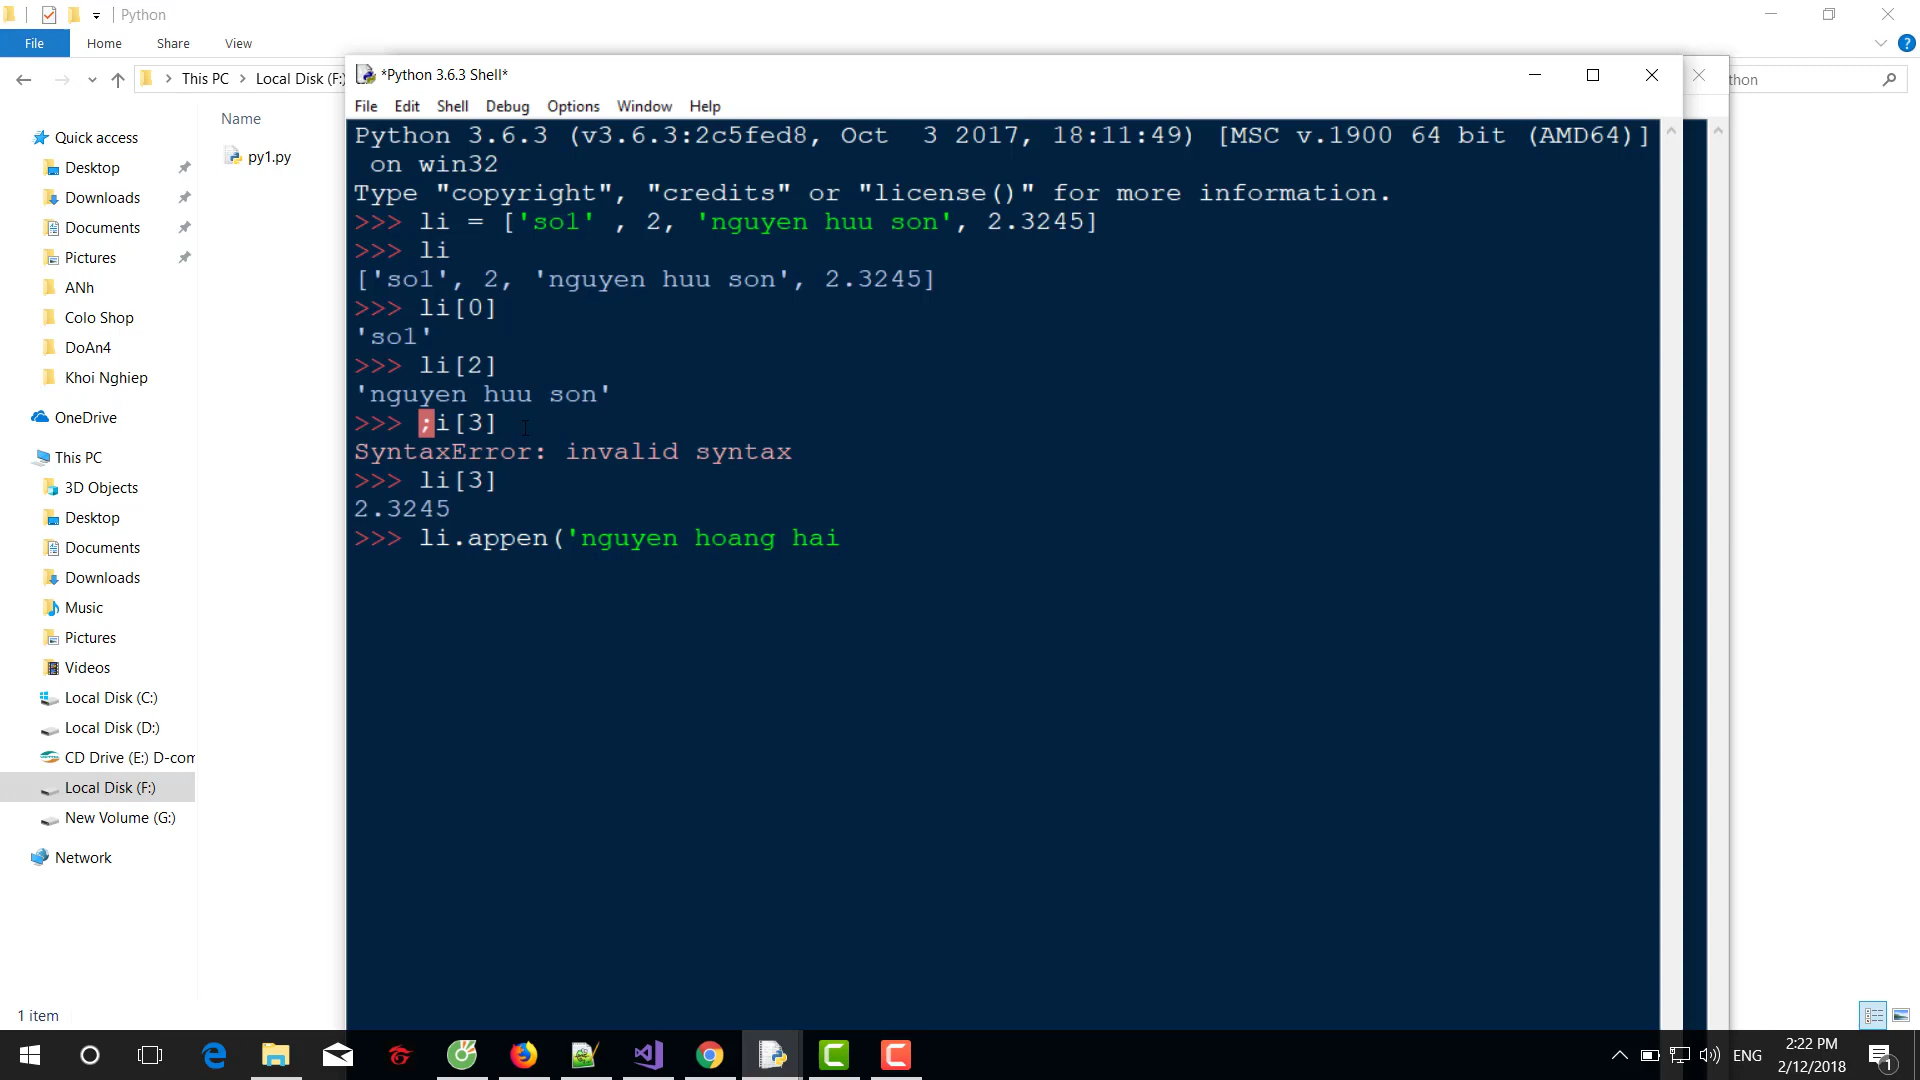 Python
File
Home
Share
View
This PC
Local Disk (F:)
thon
Quick access
Desktop
Downloads
Documents
Pictures
ANh
Colo Shop
DoAn4
Khoi Nghiep
OneDrive
This PC
3D Objects
Desktop
Documents
Downloads
Music
Pictures
Videos
Local Disk (C:)
Local Disk (D:)
CD Drive (E:) D-com
Local Disk (F:)
New Volume (G:)
Network
Name
py1.py
1 item
*Python 3.6.3 Shell*
File Edit Shell Debug Options Window Help
Python 3.6.3 (v3.6.3:2c5fed8, Oct  3 2017, 18:11:49) [MSC v.1900 64 bit (AMD64)]
on win32
Type "copyright", "credits" or "license()" for more information.
>>> li = ['so1' , 2, 'nguyen huu son', 2.3245]
>>> li
['so1', 2, 'nguyen huu son', 2.3245]
>>> li[0]
'so1'
>>> li[2]
'nguyen huu son'
>>> ;i[3]
SyntaxError: invalid syntax
>>> li[3]
2.3245
>>> li.appen('nguyen hoang hai
ENG
2:22 PM
2/12/2018
1